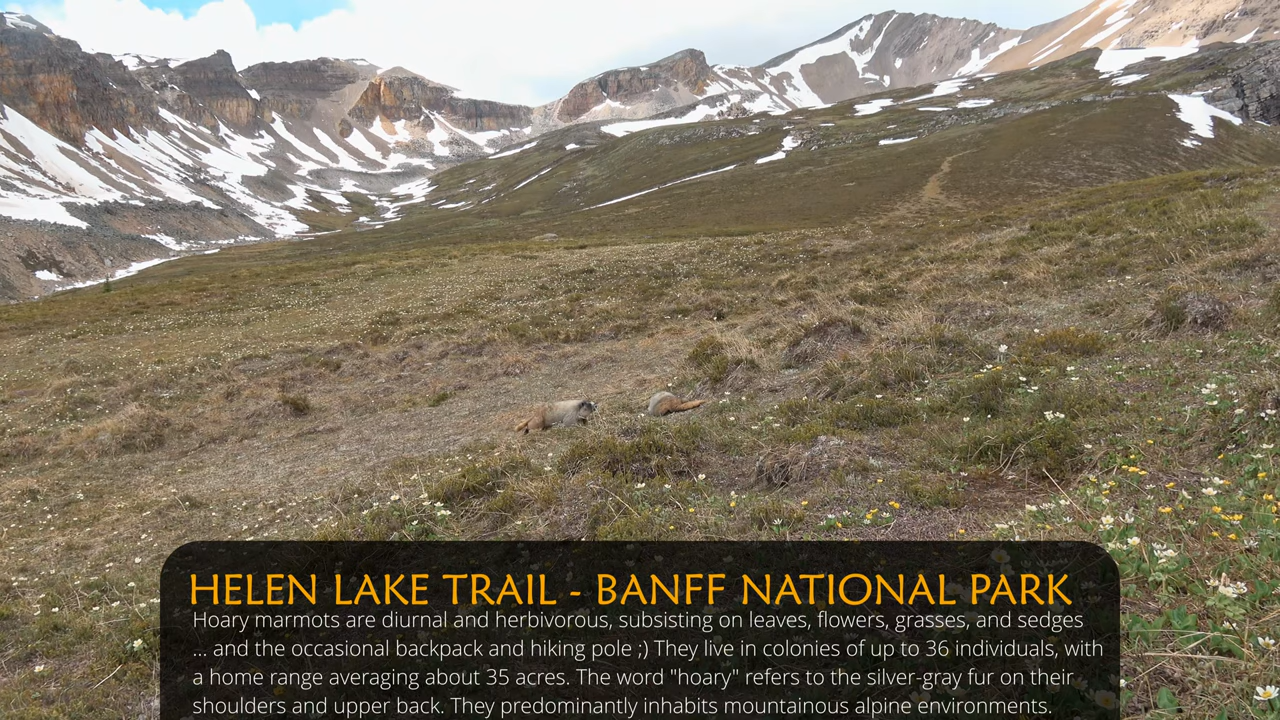 HELEN LAKE TRAIL - BANFF NATIONAL PARK
Hoary marmots are diurnal and herbivorous, subsisting on leaves, flowers, grasses, and sedges
... and the occasional backpack and hiking pole ;) They live in colonies of up to 36 individuals, with
a home range averaging about 35 acres. The word "hoary" refers to the silver-gray fur on their
shoulders and upper back. They predominantly inhabits mountainous alpine environments.